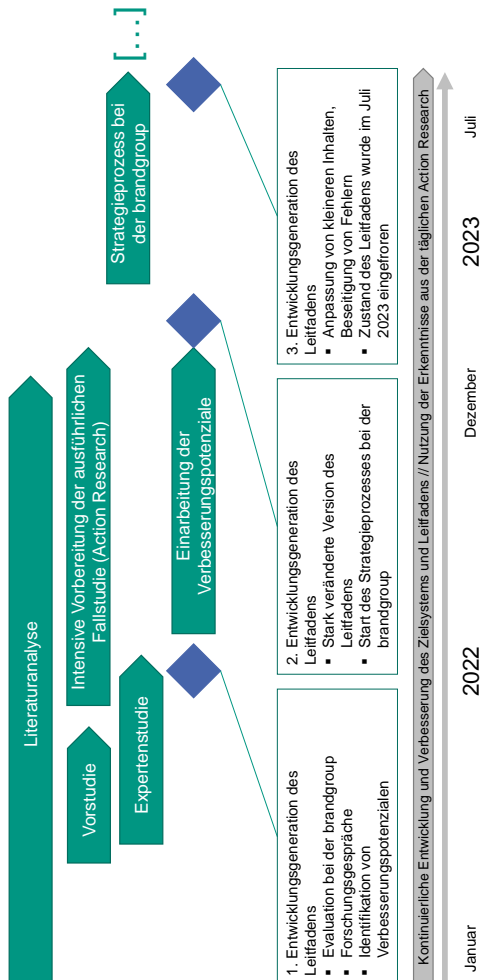 Literaturanalyse
Vorstudie
Intensive Vorbereitung der ausführlichen
Fallstudie (Action Research)
Strategieprozess bei
der brandgroup
[…]
Expertenstudie
Einarbeitung der
Verbesserungspotenziale
1. Entwicklungsgeneration des
Leitfadens
▪ Evaluation bei der brandgroup
▪ Forschungsgespräche
▪ Identifikation von
Verbesserungspotenzialen
2. Entwicklungsgeneration des
Leitfadens
▪ Stark veränderte Version des
Leitfadens
▪ Start des Strategieprozesses bei der
brandgroup
3. Entwicklungsgeneration des
Leitfadens
▪ Anpassung von kleineren Inhalten,
Beseitigung von Fehlern
▪ Zustand des Leitfadens wurde im Juli
2023 eingefroren
Kontinuierliche Entwicklung und Verbesserung des Zielsystems und Leitfadens // Nutzung der Erkenntnisse aus der täglichen Action Research
Januar
2022
Dezember
2023
Juli